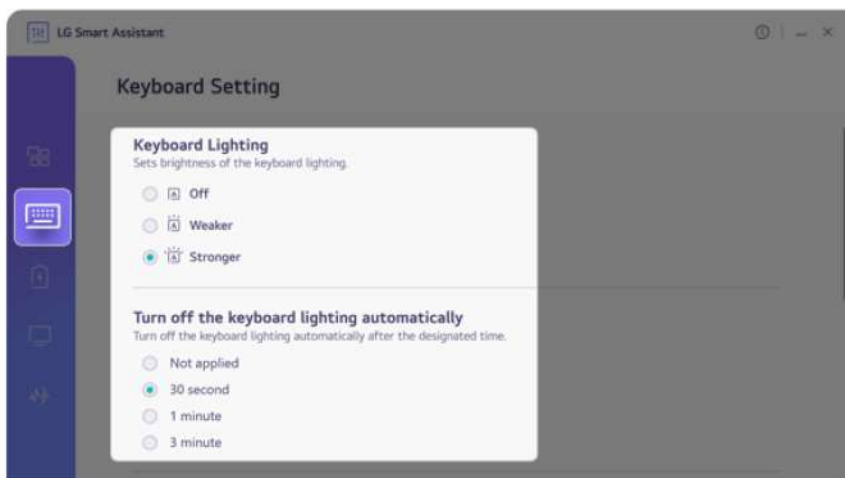 LG Smart Assistant
Keyboard Setting
Keyboard Lighting
Sets brightness of the keyboard lighting.
Off
Weaker
Stronger
Turn off the keyboard lighting automatically
Turn off the keyboard lighting automatically after the designated time.
Not applied
30 second
1 minute
3 minute